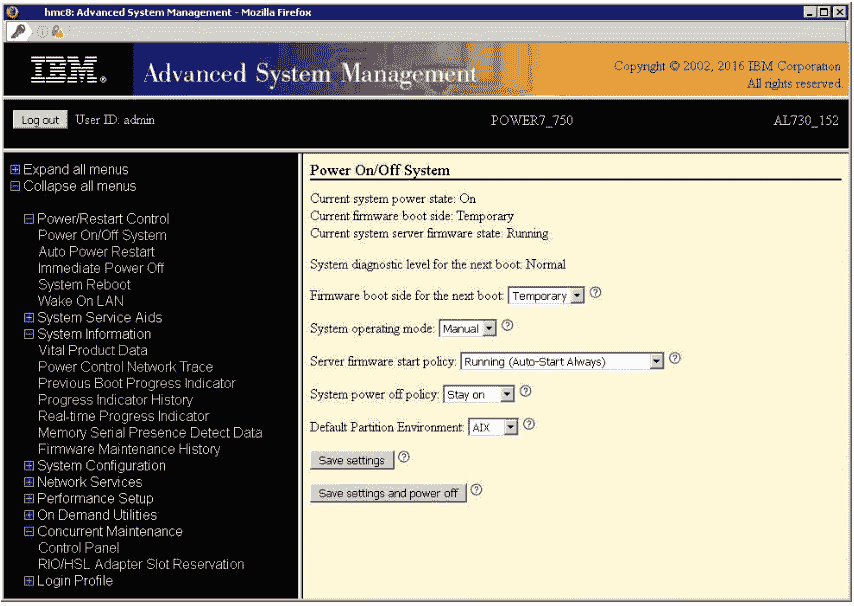 hmc8: Advanced System Management - Mozilla Firefox
IBM®
Advanced System Management
Copyright © 2002, 2016 IBM Corporation
All rights reserved.
Log out User ID: admin POWER7_750 AL730_152
Expand all menus
Collapse all menus
Power/Restart Control
Power On/Off System
Auto Power Restart
Immediate Power Off
System Reboot
Wake On LAN
System Service Aids
System Information
Vital Product Data
Power Control Network Trace
Previous Boot Progress Indicator
Progress Indicator History
Real-time Progress Indicator
Memory Serial Presence Detect Data
Firmware Maintenance History
System Configuration
Network Services
Performance Setup
On Demand Utilities
Concurrent Maintenance
Control Panel
RIO/HSL Adapter Slot Reservation
Login Profile
Power On/Off System
Current system power state: On
Current firmware boot side: Temporary
Current system server firmware state: Running
System diagnostic level for the next boot: Normal
Firmware boot side for the next boot: Temporary ?
System operating mode: Manual ?
Server firmware start policy: Running (Auto-Start Always) ?
System power off policy: Stay on ?
Default Partition Environment: AIX ?
Save settings ?
Save settings and power off ?